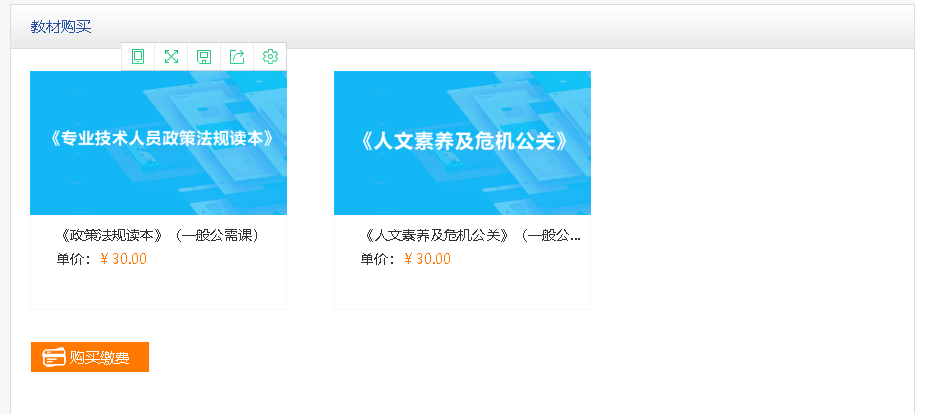 教材购买
《专业技术人员政策法规读本》
《人文素养及危机公关》
《政策法规读本》（一般公需课）
《人文素养及危机公关》（一般公...
单价：¥ 30.00
单价：¥ 30.00
购买缴费